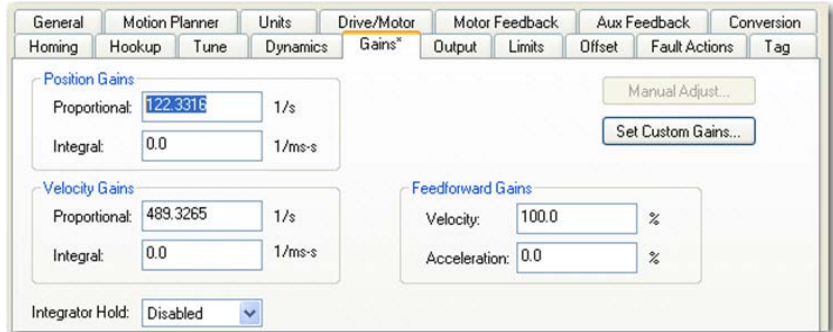 General Motion Planner Units Drive/Motor Motor Feedback Aux Feedback Conversion
Homing Hookup Tune Dynamics Gains* Output Limits Offset Fault Actions Tag
Position Gains
Proportional: 122.3316 1/s
Manual Adjust...
Integral: 0.0 1/ms-s
Set Custom Gains...
Velocity Gains
Proportional: 489.3265 1/s
Integral: 0.0 1/ms-s
Feedforward Gains
Velocity: 100.0 %
Acceleration: 0.0 %
Integrator Hold: Disabled